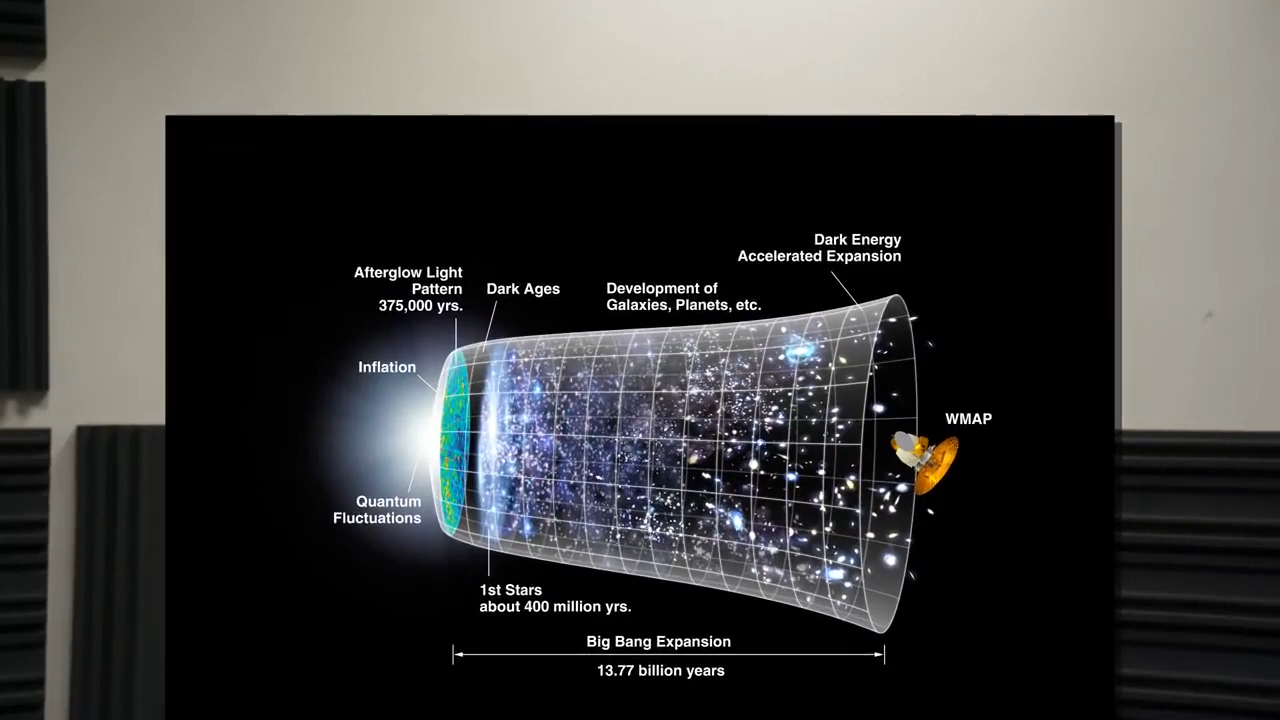 Dark Energy
Accelerated Expansion
Afterglow Light
Pattern
375,000 yrs.
Dark Ages
Development of
Galaxies, Planets, etc.
Inflation
WMAP
Quantum
Fluctuations
1st Stars
about 400 million yrs.
Big Bang Expansion
13.77 billion years